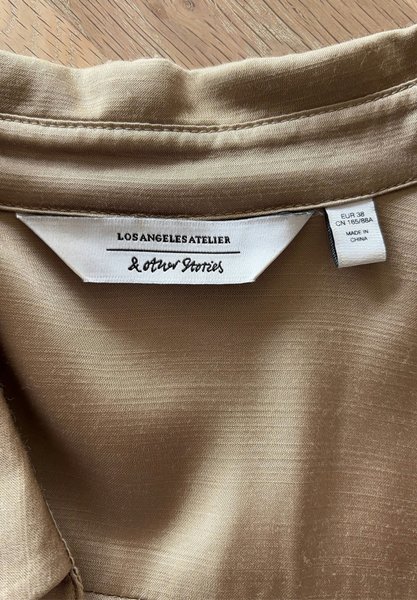 LOS ANGELES ATELIER
& other Stories
EUR 38
CN 165/88A
MADE IN
CHINA